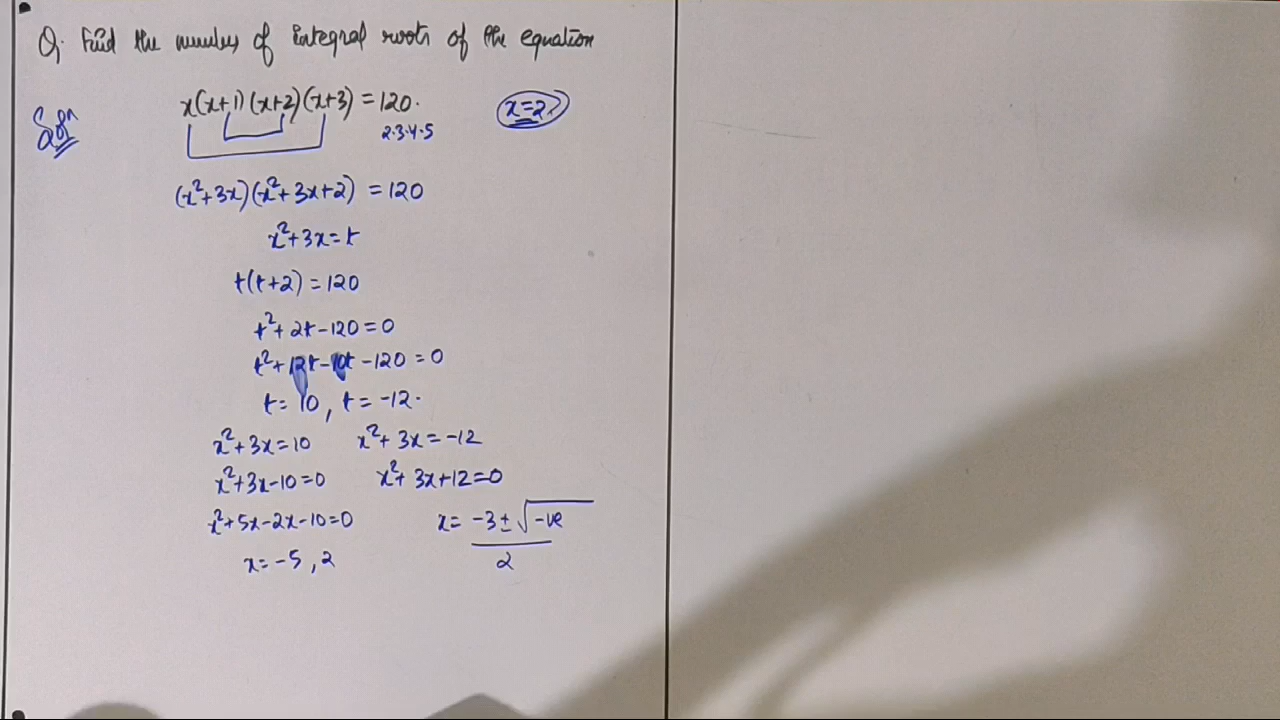 Q. Find the number of integral roots of the equation
x(x+1)(x+2)(x+3) = 120.
x=2.
2·3·4·5
Solⁿ
(x²+3x)(x²+3x+2) = 120
x²+3x=t
t(t+2) = 120
t²+2t-120=0
t²+12t-10t-120=0
t=10, t=-12.
x²+3x=10 x²+3x=-12
x²+3x-10=0 x²+3x+12=0
x²+5x-2x-10=0 x= -3±√-ve
2
x=-5, 2